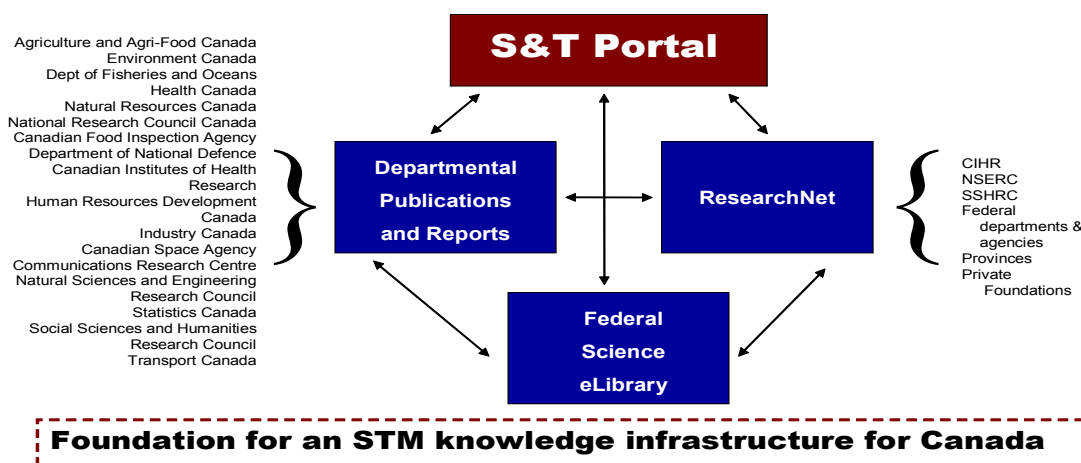 S&T Portal
Agriculture and Agri-Food Canada
Environment Canada
Dept of Fisheries and Oceans
Health Canada
Natural Resources Canada
National Research Council Canada
Canadian Food Inspection Agency
Department of National Defence
Canadian Institutes of Health
Research
Human Resources Development
Canada
Industry Canada
Canadian Space Agency
Communications Research Centre
Natural Sciences and Engineering
Research Council
Statistics Canada
Social Sciences and Humanities
Research Council
Transport Canada
Departmental
Publications
and Reports
ResearchNet
CIHR
NSERC
SSHRC
Federal
departments &
agencies
Provinces
Private
Foundations
Federal
Science
eLibrary
Foundation for an STM knowledge infrastructure for Canada